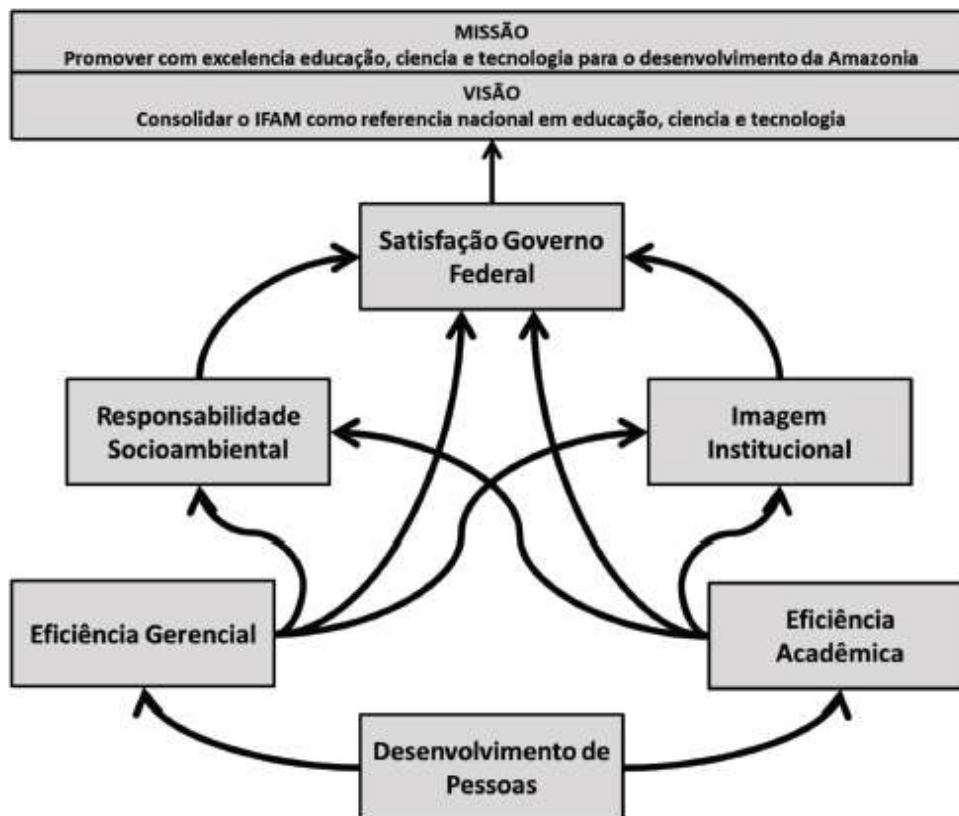 MISSÃO
Promover com excelencia educação, ciencia e tecnologia para o desenvolvimento da Amazonia
VISÃO
Consolidar o IFAM como referencia nacional em educação, ciencia e tecnologia
Satisfação Governo
Federal
Responsabilidade
Socioambiental
Imagem
Institucional
Eficiência Gerencial
Eficiência
Acadêmica
Desenvolvimento de
Pessoas